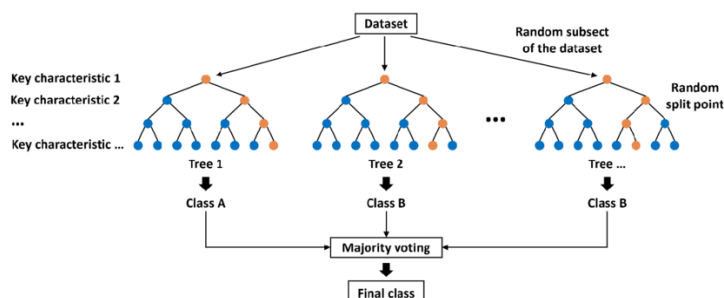 Dataset
Random subsect
of the dataset
Key characteristic 1
Key characteristic 2
...
Key characteristic ...
Random
split point
...
Tree 1
Tree 2
Tree ...
Class A
Class B
Class B
Majority voting
Final class